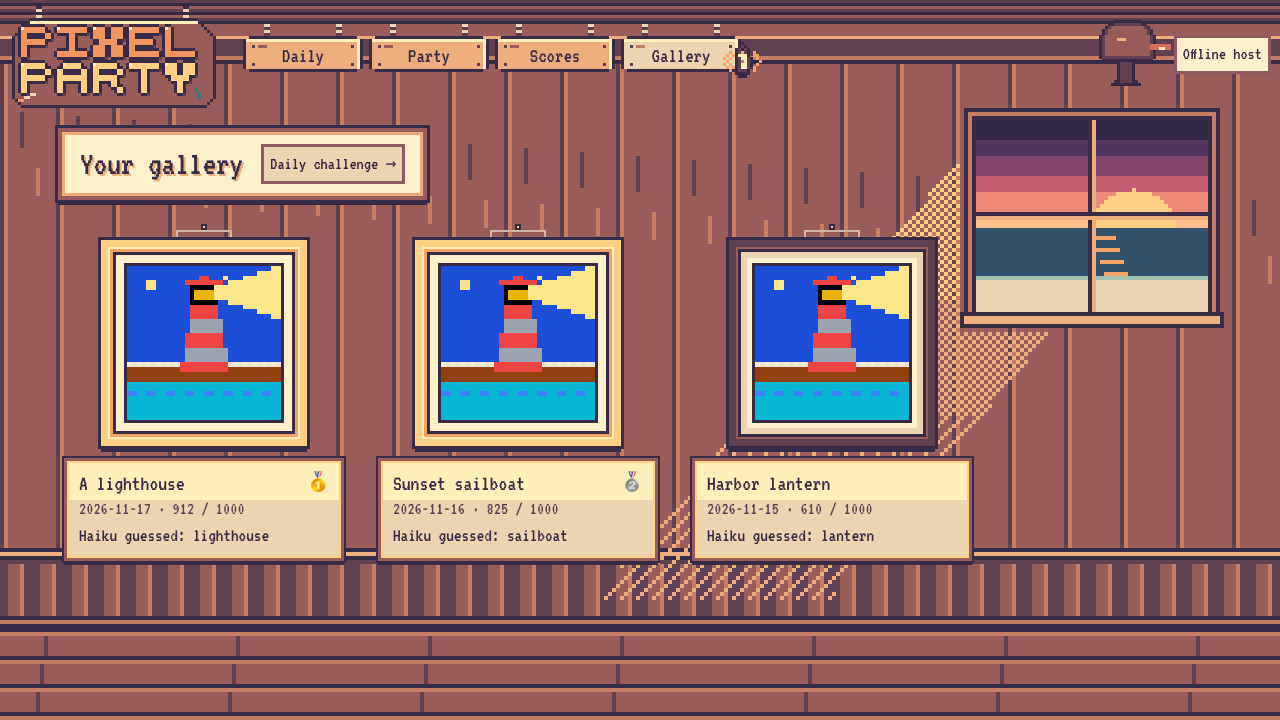 PIXEL
PARTY
Daily
Party
Scores
Gallery
Offline host
Your gallery
Daily challenge →
A lighthouse
2026-11-17 · 912 / 1000
Haiku guessed: lighthouse
Sunset sailboat
2026-11-16 · 825 / 1000
Haiku guessed: sailboat
Harbor lantern
2026-11-15 · 610 / 1000
Haiku guessed: lantern